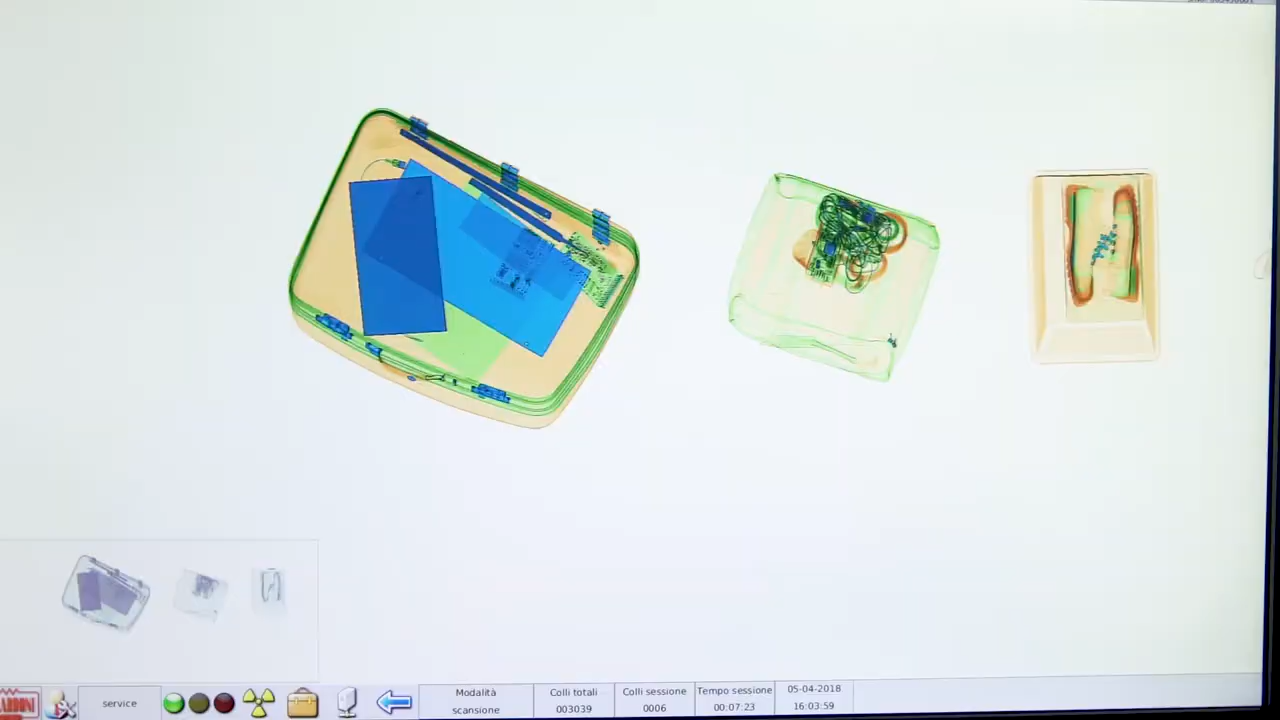 service
Modalità
scansione
Colli totali
003039
Colli sessione
0006
Tempo sessione
00:07:23
05-04-2018
16:03:59